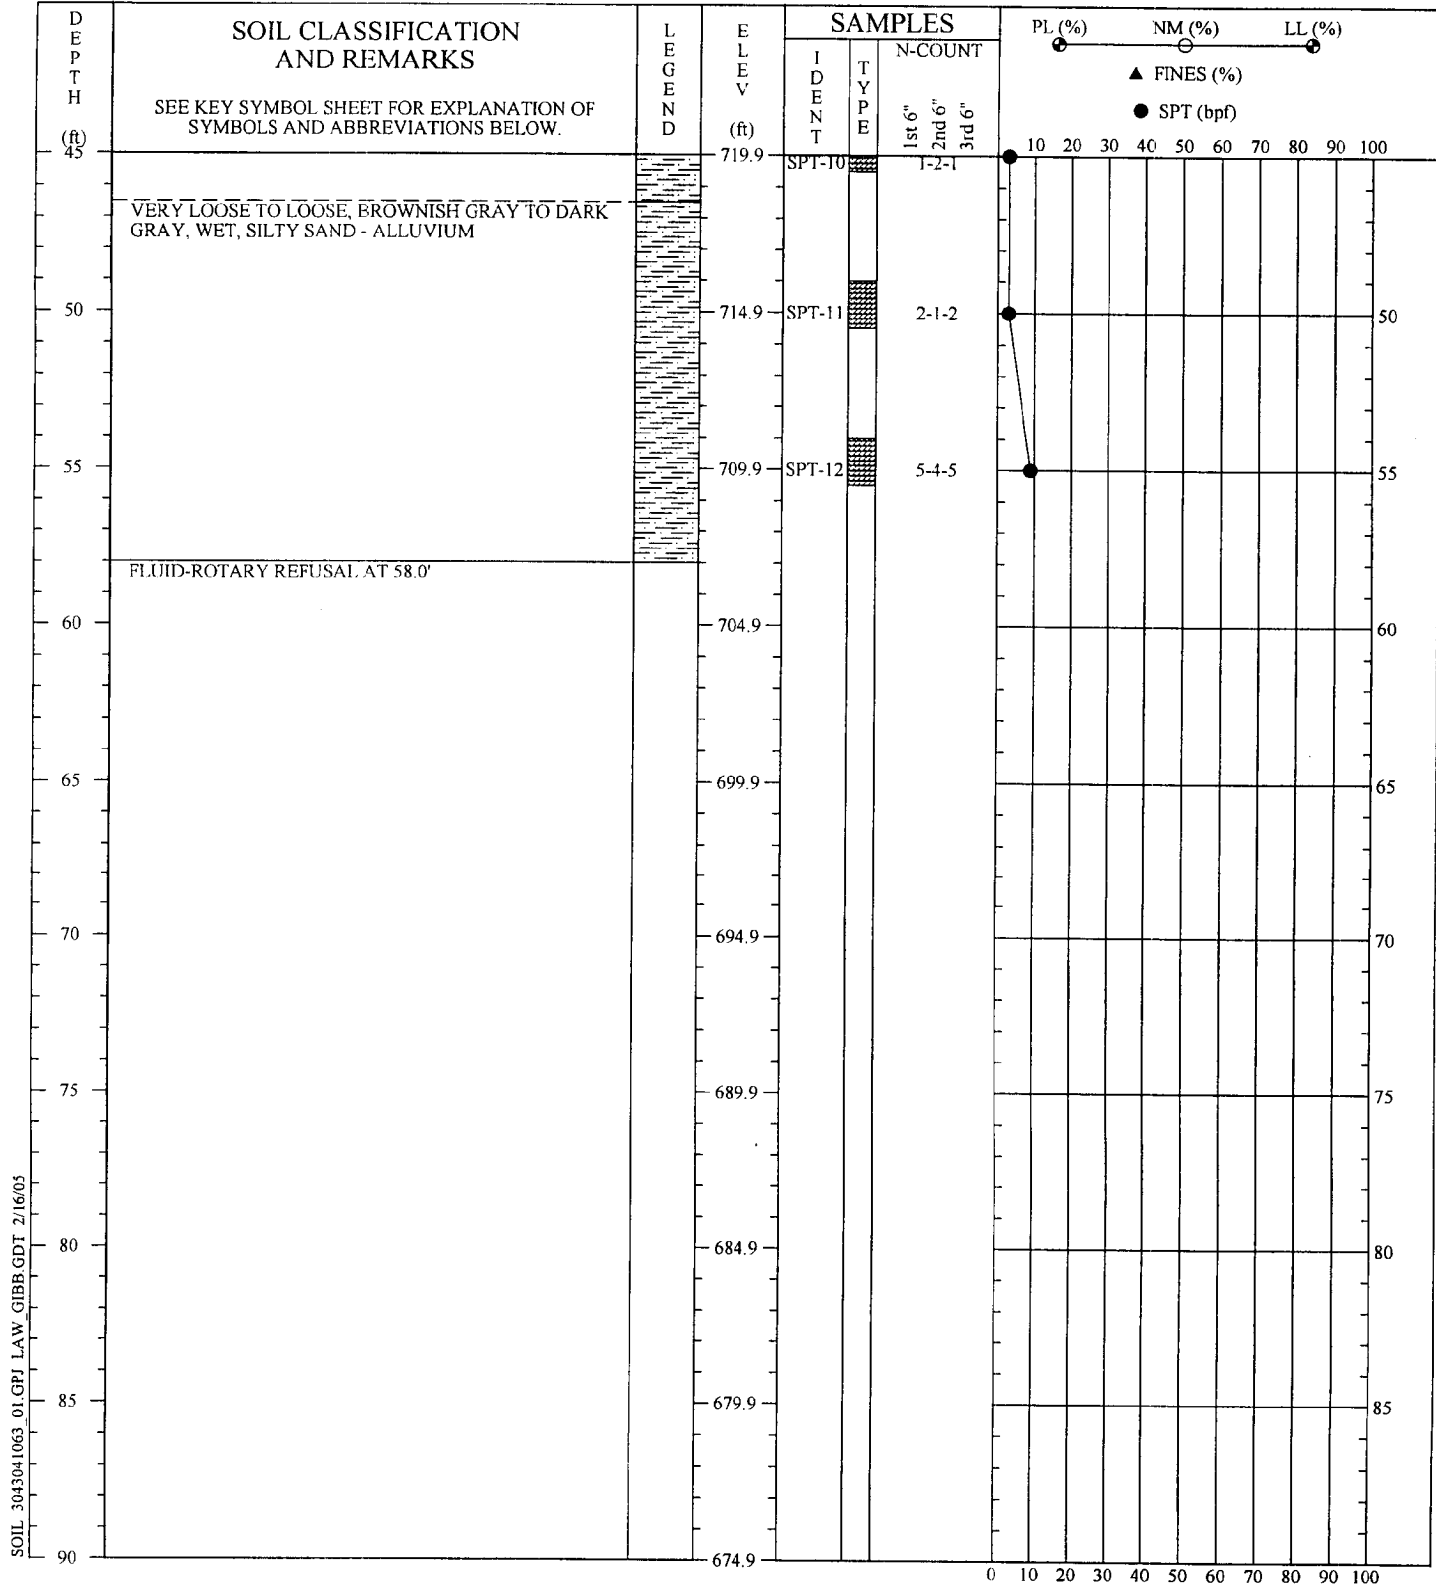 DEPTH (ft)
SOIL CLASSIFICATION
AND REMARKS
SEE KEY SYMBOL SHEET FOR EXPLANATION OF
SYMBOLS AND ABBREVIATIONS BELOW.
LEGEND
ELEV (ft)
SAMPLES
IDENT
TYPE
N-COUNT
1st 6"
2nd 6"
3rd 6"
PL (%) NM (%) LL (%)
▲ FINES (%)
● SPT (bpf)
10 20 30 40 50 60 70 80 90 100
45 719.9 SPT-10 1-2-1
VERY LOOSE TO LOOSE, BROWNISH GRAY TO DARK
GRAY, WET, SILTY SAND - ALLUVIUM
50 714.9 SPT-11 2-1-2 50
55 709.9 SPT-12 5-4-5 55
FLUID-ROTARY REFUSAL AT 58.0'
60 704.9 60
65 699.9 65
70 694.9 70
75 689.9 75
80 684.9 80
85 679.9 85
90 674.9
0 10 20 30 40 50 60 70 80 90 100
SOIL 3043041063_01.GPJ LAW_GIBB.GDT 2/16/05